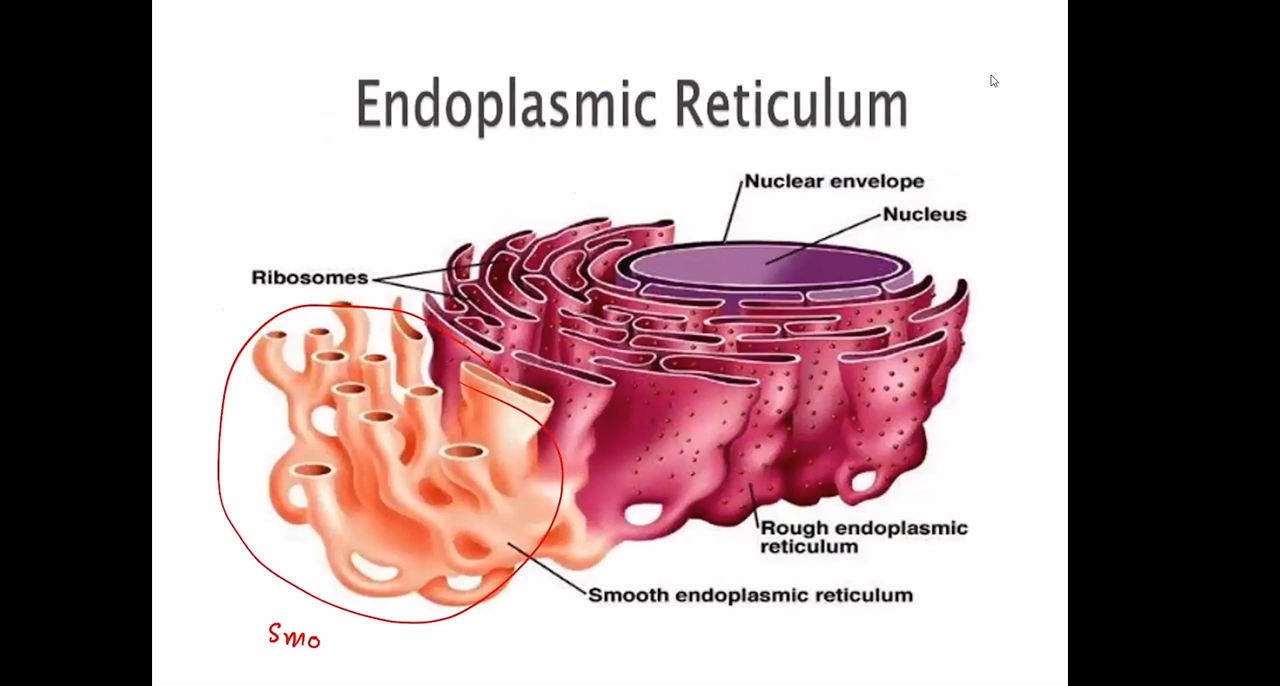 Endoplasmic Reticulum
Nuclear envelope
Nucleus
Ribosomes
Rough endoplasmic
reticulum
Smooth endoplasmic reticulum
Smo